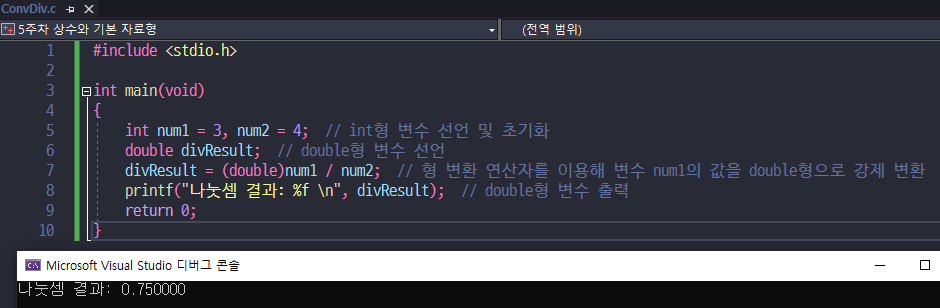 ConvDiv.c
5주차 상수와 기본 자료형
(전역 범위)
1 #include <stdio.h>
2
3 int main(void)
4 {
5 int num1 = 3, num2 = 4; // int형 변수 선언 및 초기화
6 double divResult; // double형 변수 선언
7 divResult = (double)num1 / num2; // 형 변환 연산자를 이용해 변수 num1의 값을 double형으로 강제 변환
8 printf("나눗셈 결과: %f \n", divResult); // double형 변수 출력
9 return 0;
10 }
Microsoft Visual Studio 디버그 콘솔
나눗셈 결과: 0.750000